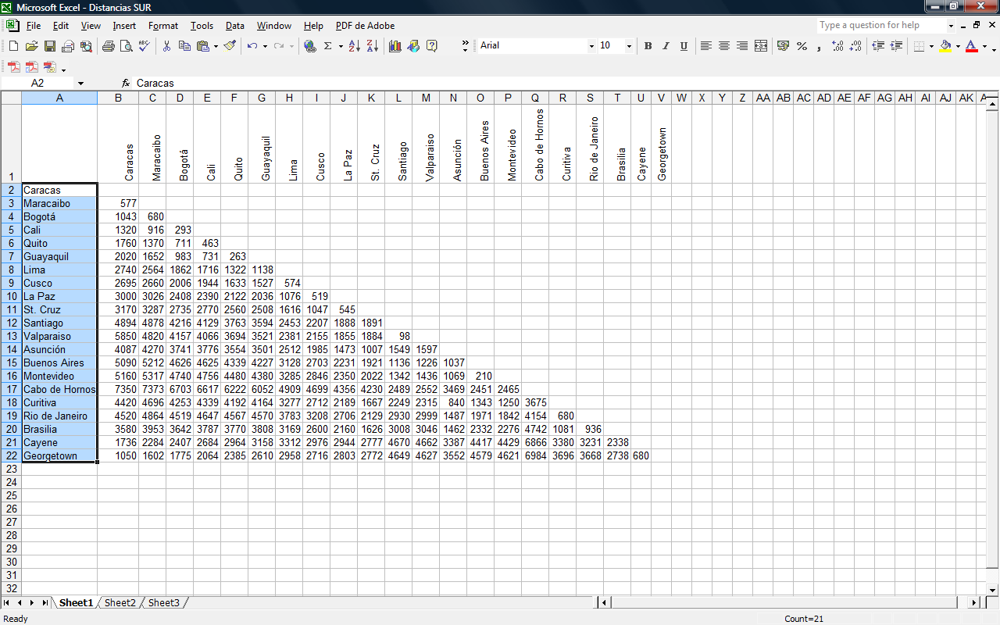 Microsoft Excel - Distancias SUR
File Edit View Insert Format Tools Data Window Help PDF de Adobe
Type a question for help
Arial 10 B I U
A2 fx Caracas
A B C D E F G H I J K L M N O P Q R S T U V W X Y Z AA AB AC AD AE AF AG AH AI AJ AK A
1 Caracas Maracaibo Bogotá Cali Quito Guayaquil Lima Cusco La Paz St. Cruz Santiago Valparaiso Asunción Buenos Aires Montevideo Cabo de Hornos Curitiva Rio de Janeiro Brasilia Cayene Georgetown
2 Caracas
3 Maracaibo 577
4 Bogotá 1043 680
5 Cali 1320 916 293
6 Quito 1760 1370 711 463
7 Guayaquil 2020 1652 983 731 263
8 Lima 2740 2564 1862 1716 1322 1138
9 Cusco 2695 2660 2006 1944 1633 1527 574
10 La Paz 3000 3026 2408 2390 2122 2036 1076 519
11 St. Cruz 3170 3287 2735 2770 2560 2508 1616 1047 545
12 Santiago 4894 4878 4216 4129 3763 3594 2453 2207 1888 1891
13 Valparaiso 5850 4820 4157 4066 3694 3521 2381 2155 1855 1884 98
14 Asunción 4087 4270 3741 3776 3554 3501 2512 1985 1473 1007 1549 1597
15 Buenos Aires 5090 5212 4626 4625 4339 4227 3128 2703 2231 1921 1136 1226 1037
16 Montevideo 5160 5317 4740 4756 4480 4380 3285 2846 2350 2022 1342 1436 1069 210
17 Cabo de Hornos 7350 7373 6703 6617 6222 6052 4909 4699 4356 4230 2489 2552 3469 2451 2465
18 Curitiva 4420 4696 4253 4339 4192 4164 3277 2712 2189 1667 2249 2315 840 1343 1250 3675
19 Rio de Janeiro 4520 4864 4519 4647 4567 4570 3783 3208 2706 2129 2930 2999 1487 1971 1842 4154 680
20 Brasilia 3580 3953 3642 3787 3770 3808 3169 2600 2160 1626 3008 3046 1462 2332 2276 4742 1081 936
21 Cayene 1736 2284 2407 2684 2964 3158 3312 2976 2944 2777 4670 4662 3387 4417 4429 6866 3380 3231 2338
22 Georgetown 1050 1602 1775 2064 2385 2610 2958 2716 2803 2772 4649 4627 3552 4579 4621 6984 3696 3668 2738 680
23
24
25
26
27
28
29
30
31
32
Sheet1 Sheet2 Sheet3
Ready Count=21